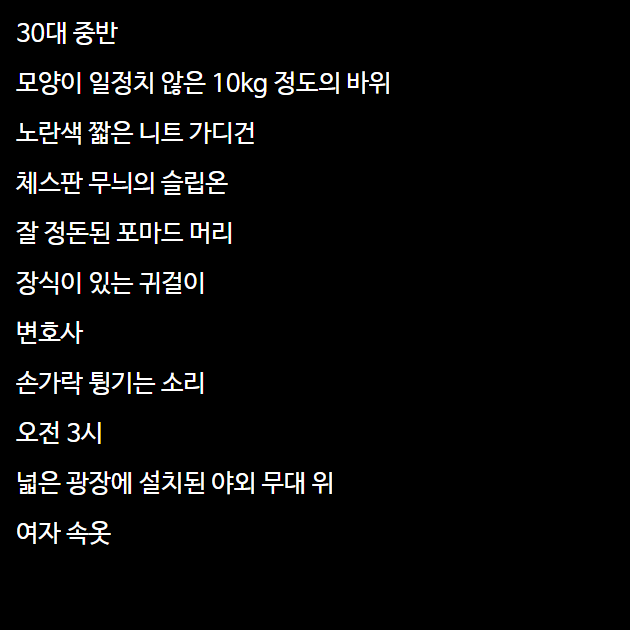 30대 중반
모양이 일정치 않은 10kg 정도의 바위
노란색 짧은 니트 가디건
체스판 무늬의 슬립온
잘 정돈된 포마드 머리
장식이 있는 귀걸이
변호사
손가락 튕기는 소리
오전 3시
넓은 광장에 설치된 야외 무대 위
여자 속옷